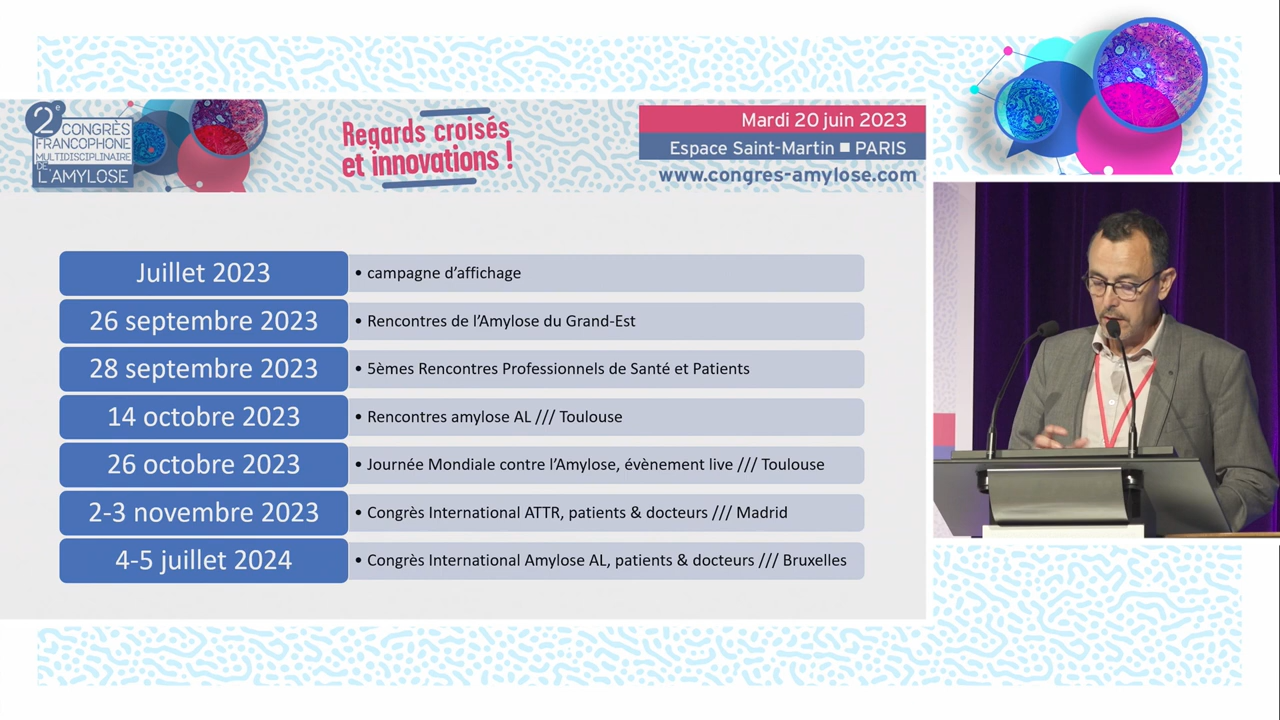 2e CONGRÈS
FRANCOPHONE
MULTIDISCIPLINAIRE
DE
L'AMYLOSE
Regards croisés
et innovations !
Mardi 20 juin 2023
Espace Saint-Martin ■ PARIS
www.congres-amylose.com
Juillet 2023
• campagne d’affichage
26 septembre 2023
• Rencontres de l’Amylose du Grand-Est
28 septembre 2023
• 5èmes Rencontres Professionnels de Santé et Patients
14 octobre 2023
• Rencontres amylose AL /// Toulouse
26 octobre 2023
• Journée Mondiale contre l’Amylose, évènement live /// Toulouse
2-3 novembre 2023
• Congrès International ATTR, patients & docteurs /// Madrid
4-5 juillet 2024
• Congrès International Amylose AL, patients & docteurs /// Bruxelles